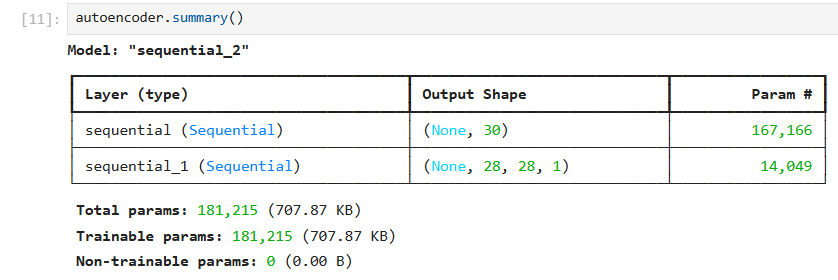 [11]: autoencoder.summary()
Model: "sequential_2"
Layer (type) Output Shape Param #
sequential (Sequential) (None, 30) 167,166
sequential_1 (Sequential) (None, 28, 28, 1) 14,049
Total params: 181,215 (707.87 KB)
Trainable params: 181,215 (707.87 KB)
Non-trainable params: 0 (0.00 B)